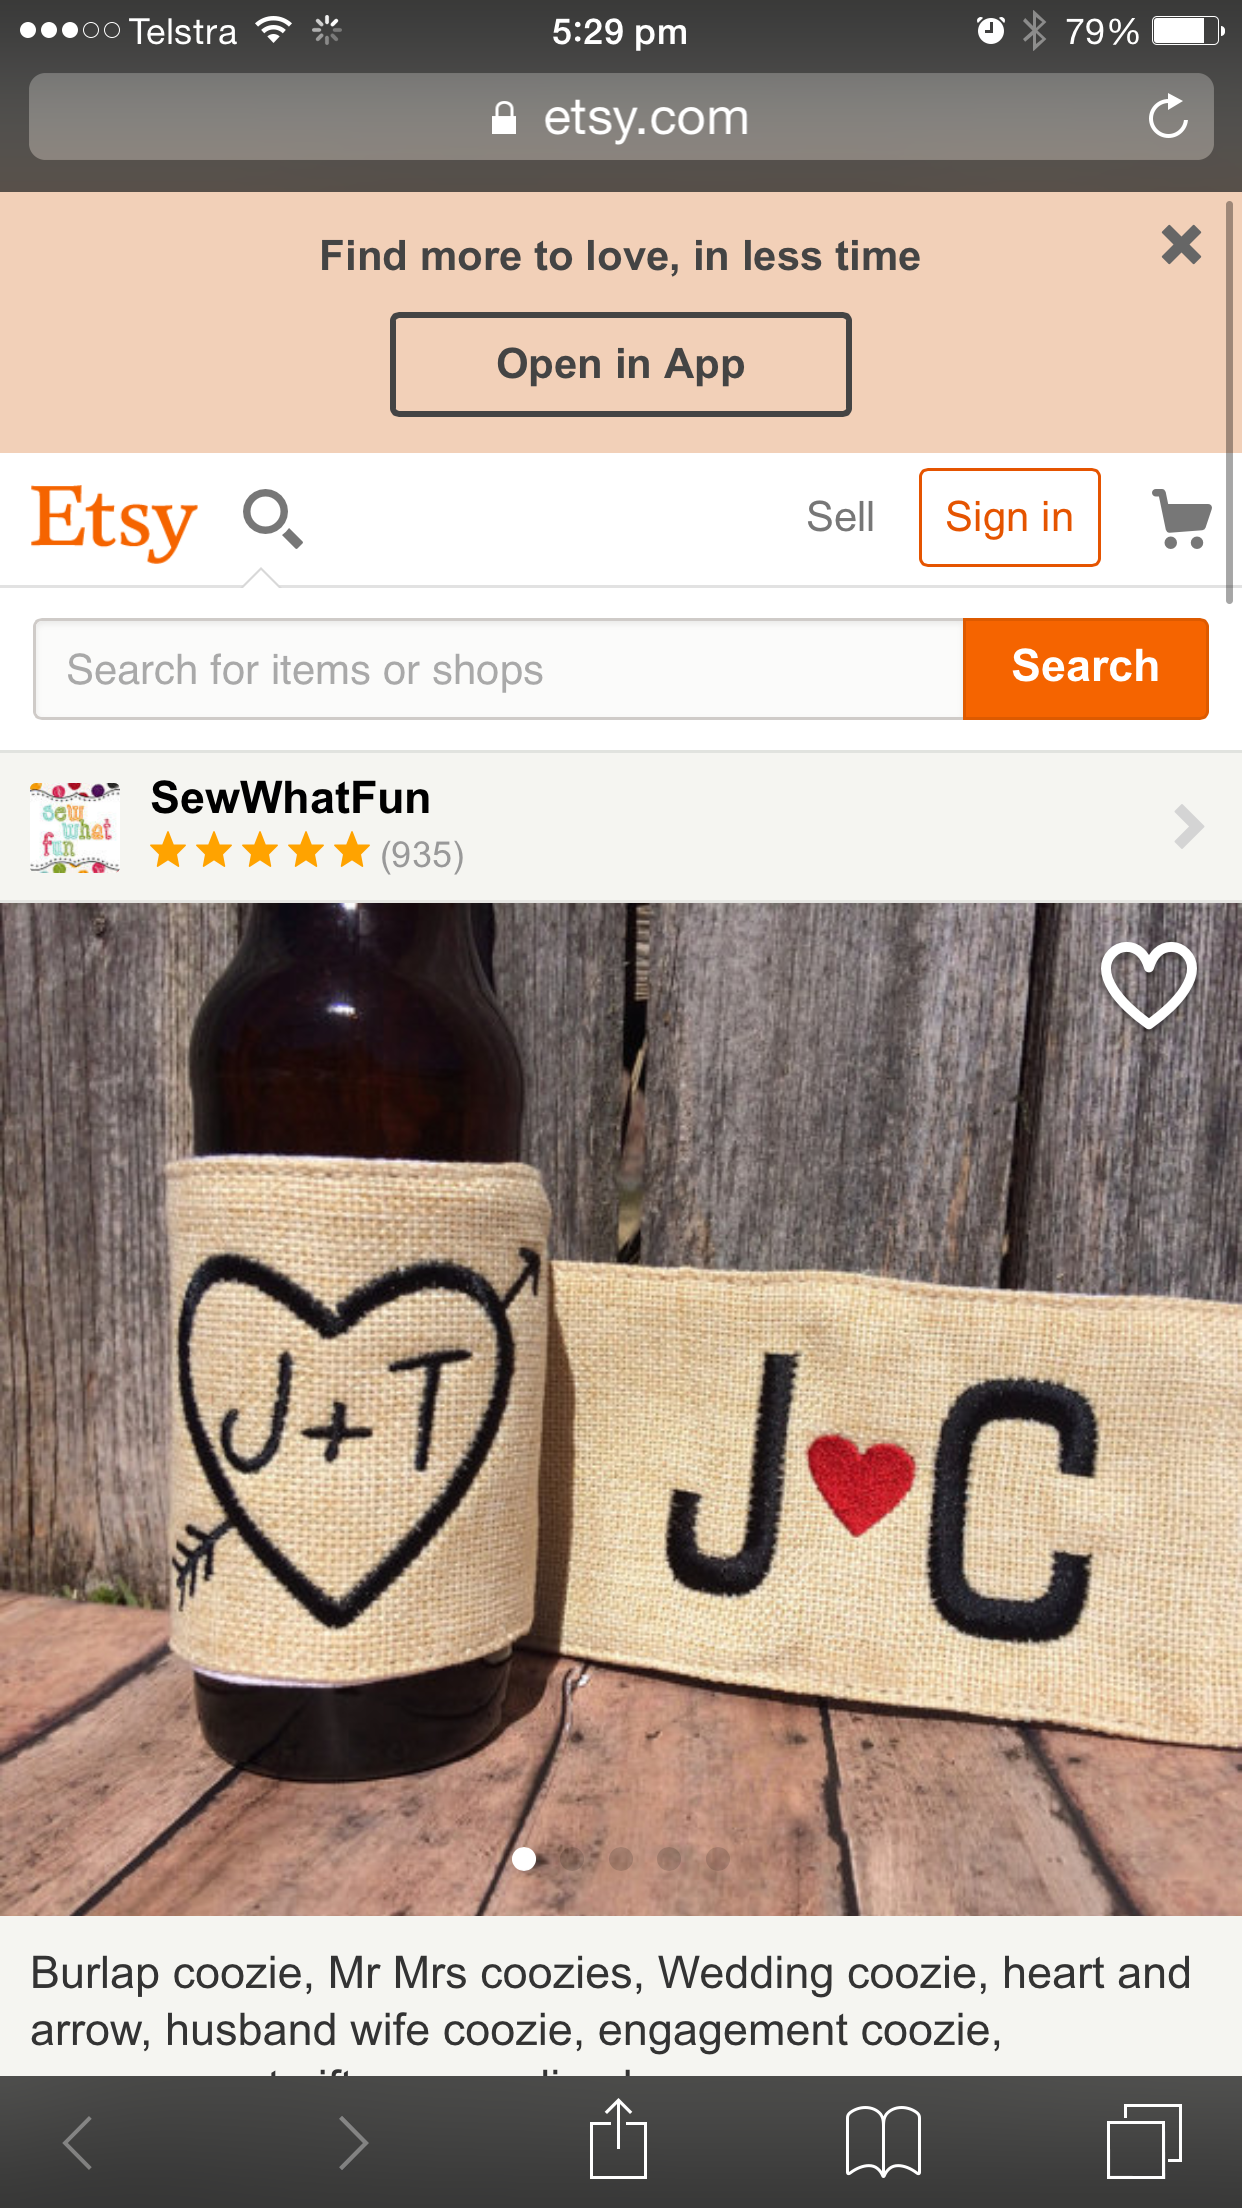 Telstra 5:29 pm 79%
etsy.com
Find more to love, in less time
Open in App
Etsy Sell Sign in
Search for items or shops Search
SewWhatFun
sew
what
fun
(935)
J+T
J C
Burlap coozie, Mr Mrs coozies, Wedding coozie, heart and
arrow, husband wife coozie, engagement coozie,